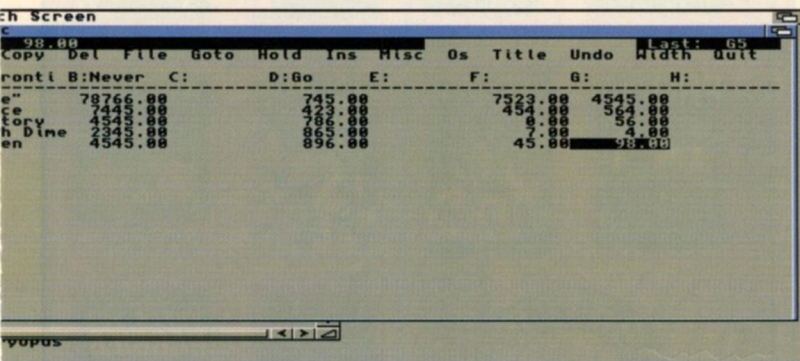 ch Screen
c
98.00 Last: G5
Copy Del File Goto Hold Ins Misc Os Title Undo Width Quit
ronti B:Never C: D:Go E: F: G: H:
e" 78766.00 745.00 7523.00 4545.00
ce 7445.00 423.00 454.00 564.00
tory 4545.00 786.00 0.00 56.00
h Dime 2345.00 865.00 7.00 4.00
en 4545.00 896.00 45.00 98.00